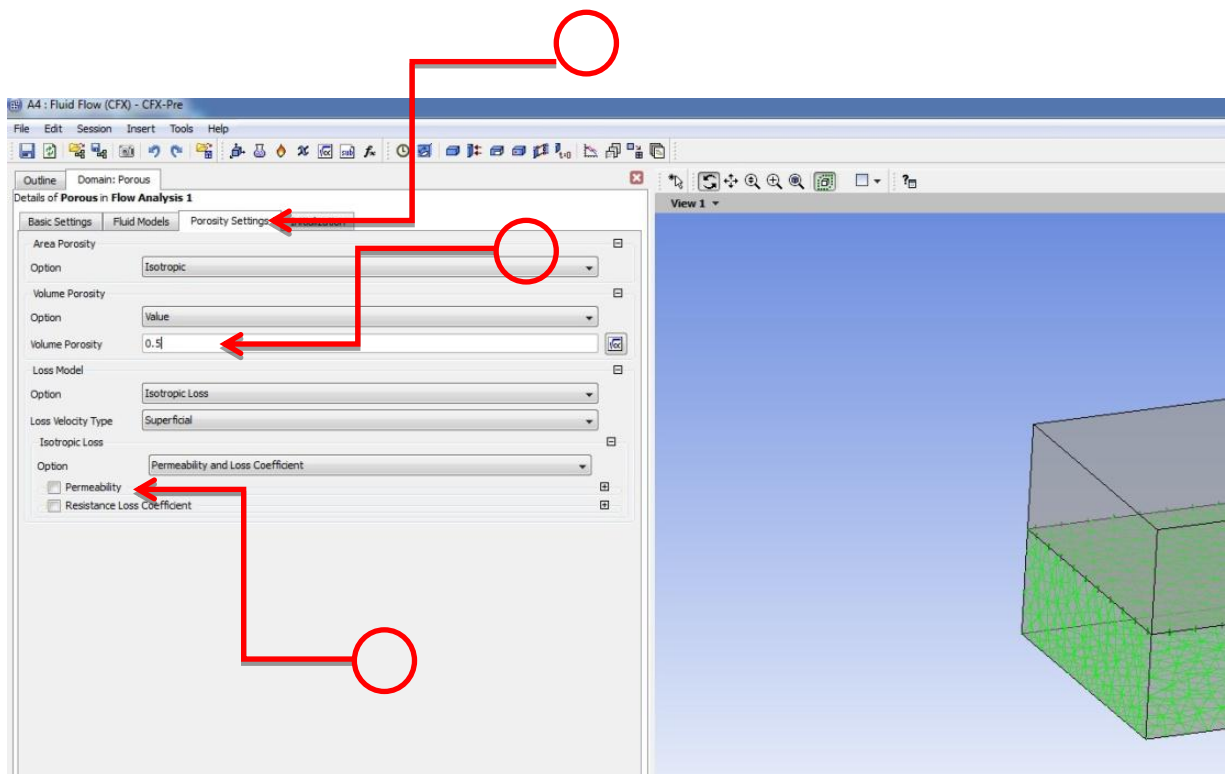 A4 : Fluid Flow (CFX) - CFX-Pre
File Edit Session Insert Tools Help
Outline Domain: Porous
Details of Porous in Flow Analysis 1
View 1
Basic Settings Fluid Models Porosity Settings
Area Porosity
Option Isotropic
Volume Porosity
Option Value
Volume Porosity 0.5
Loss Model
Option Isotropic Loss
Loss Velocity Type Superficial
Isotropic Loss
Option Permeability and Loss Coefficient
Permeability
Resistance Loss Coefficient